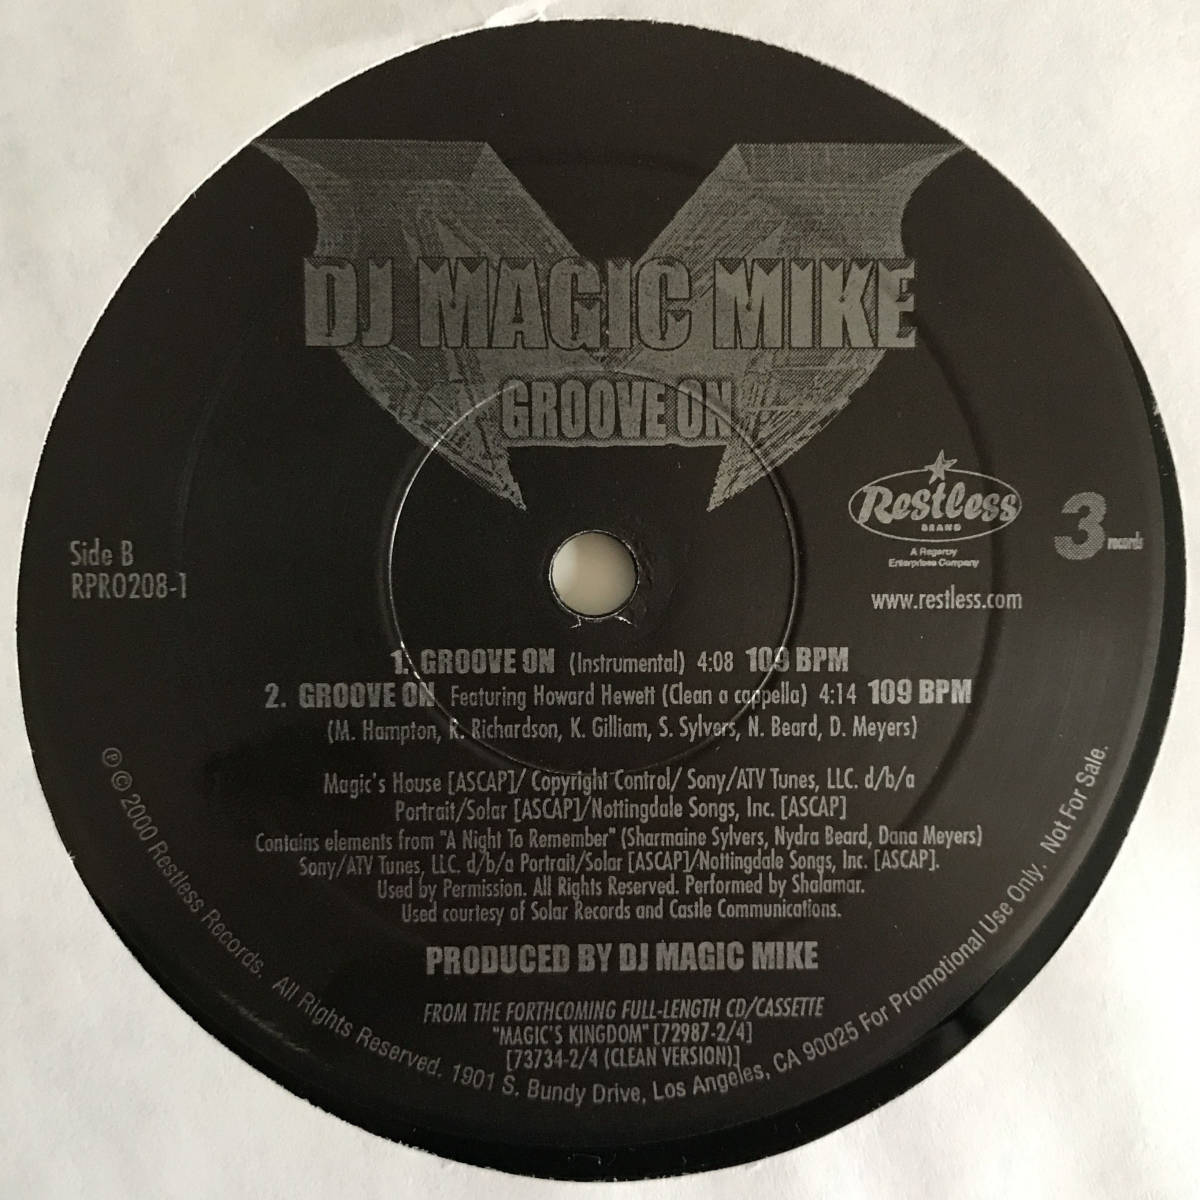 DJ MAGIC MIKE
GROOVE ON
Restless
BRAND
A Regency
Enterprises Company
www.restless.com
3 records
Side B
RPRO208-1
1. GROOVE ON (Instrumental) 4:08 109 BPM
2. GROOVE ON Featuring Howard Hewett (Clean a cappella) 4:14 109 BPM
(M. Hampton, R. Richardson, K. Gilliam, S. Sylvers, N. Beard, D. Meyers)
Magic's House [ASCAP]/ Copyright Control/ Sony/ATV Tunes, LLC. d/b/a
Portrait/Solar [ASCAP]/Nottingdale Songs, Inc. [ASCAP]
Contains elements from "A Night To Remember" (Sharmaine Sylvers, Nydra Beard, Dana Meyers)
Sony/ATV Tunes, LLC. d/b/a Portrait/Solar [ASCAP]/Nottingdale Songs, Inc. [ASCAP].
Used by Permission. All Rights Reserved. Performed by Shalamar.
Used courtesy of Solar Records and Castle Communications.
PRODUCED BY DJ MAGIC MIKE
FROM THE FORTHCOMING FULL-LENGTH CD/CASSETTE
"MAGIC'S KINGDOM" [72987-2/4]
[73734-2/4 (CLEAN VERSION)]
℗ © 2000 Restless Records. All Rights Reserved. 1901 S. Bundy Drive, Los Angeles, CA 90025 For Promotional Use Only. Not For Sale.